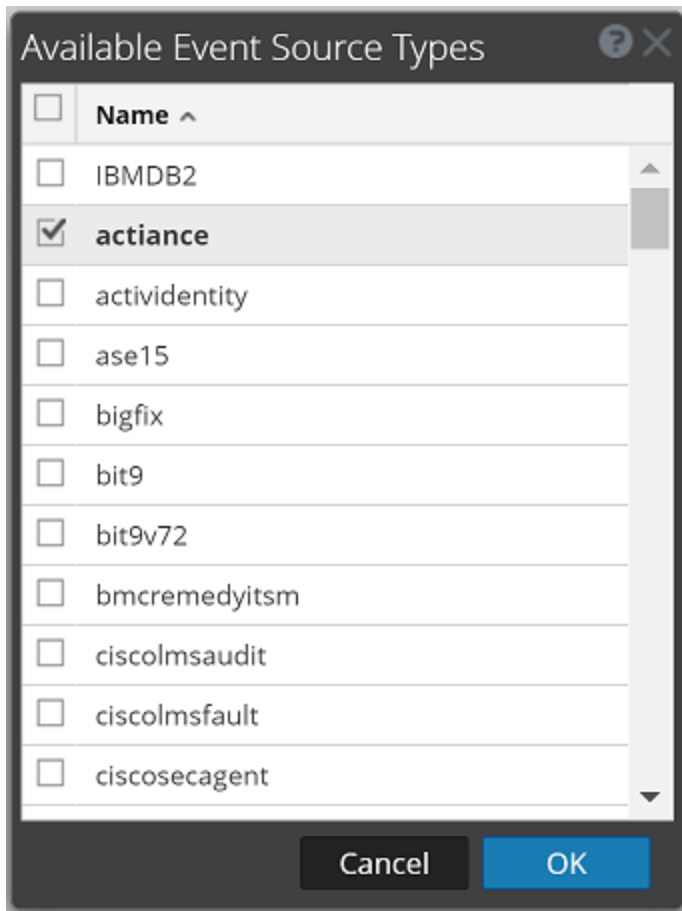 Available Event Source Types
Name
IBMDB2
actiance
actividentity
ase15
bigfix
bit9
bit9v72
bmcremedyitsm
ciscolmsaudit
ciscolmsfault
ciscosecagent
Cancel OK